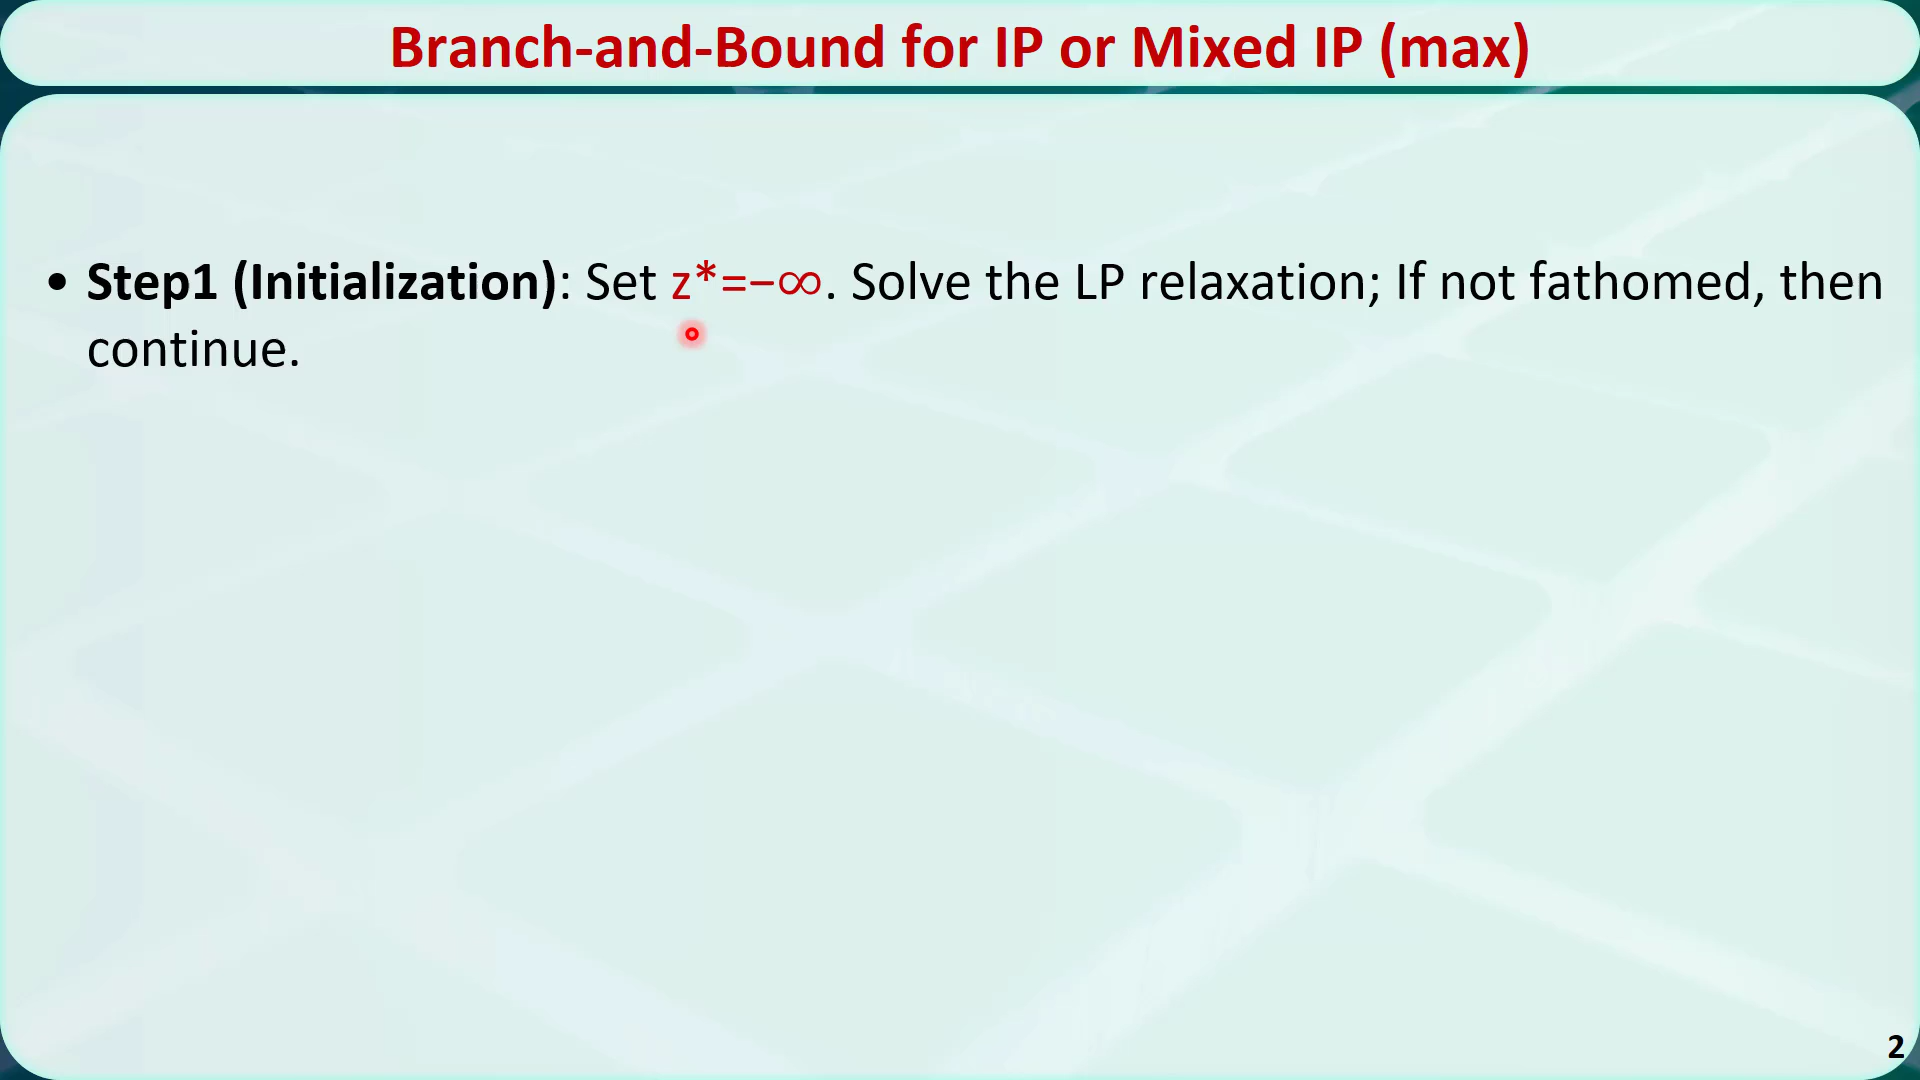 Branch-and-Bound for IP or Mixed IP (max)
• Step1 (Initialization): Set z*=−∞. Solve the LP relaxation; If not fathomed, then
continue.
2